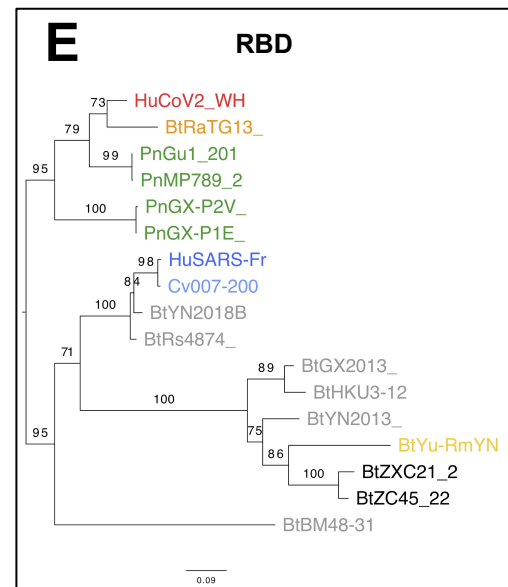 E
RBD
73
HuCoV2_WH
79
BtRaTG13_
99
PnGu1_201
95
PnMP789_2
100
PnGX-P2V_
PnGX-P1E_
98
HuSARS-Fr
84
Cv007-200
100
BtYN2018B
BtRs4874_
71
89
BtGX2013_
100
BtHKU3-12
BtYN2013_
75
95
86
BtYu-RmYN
100
BtZXC21_2
BtZC45_22
BtBM48-31
0.09